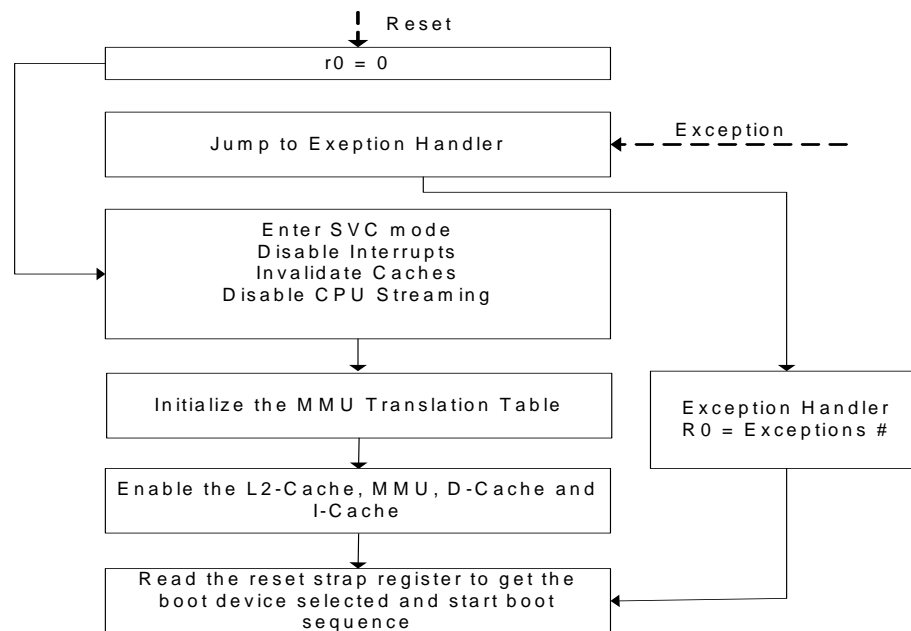 Reset
r0 = 0
Jump to Exeption Handler
Exception
Enter SVC mode
Disable Interrupts
Invalidate Caches
Disable CPU Streaming
Initialize the MMU Translation Table
Exception Handler
R0 = Exceptions #
Enable the L2-Cache, MMU, D-Cache and
I-Cache
Read the reset strap register to get the
boot device selected and start boot
sequence